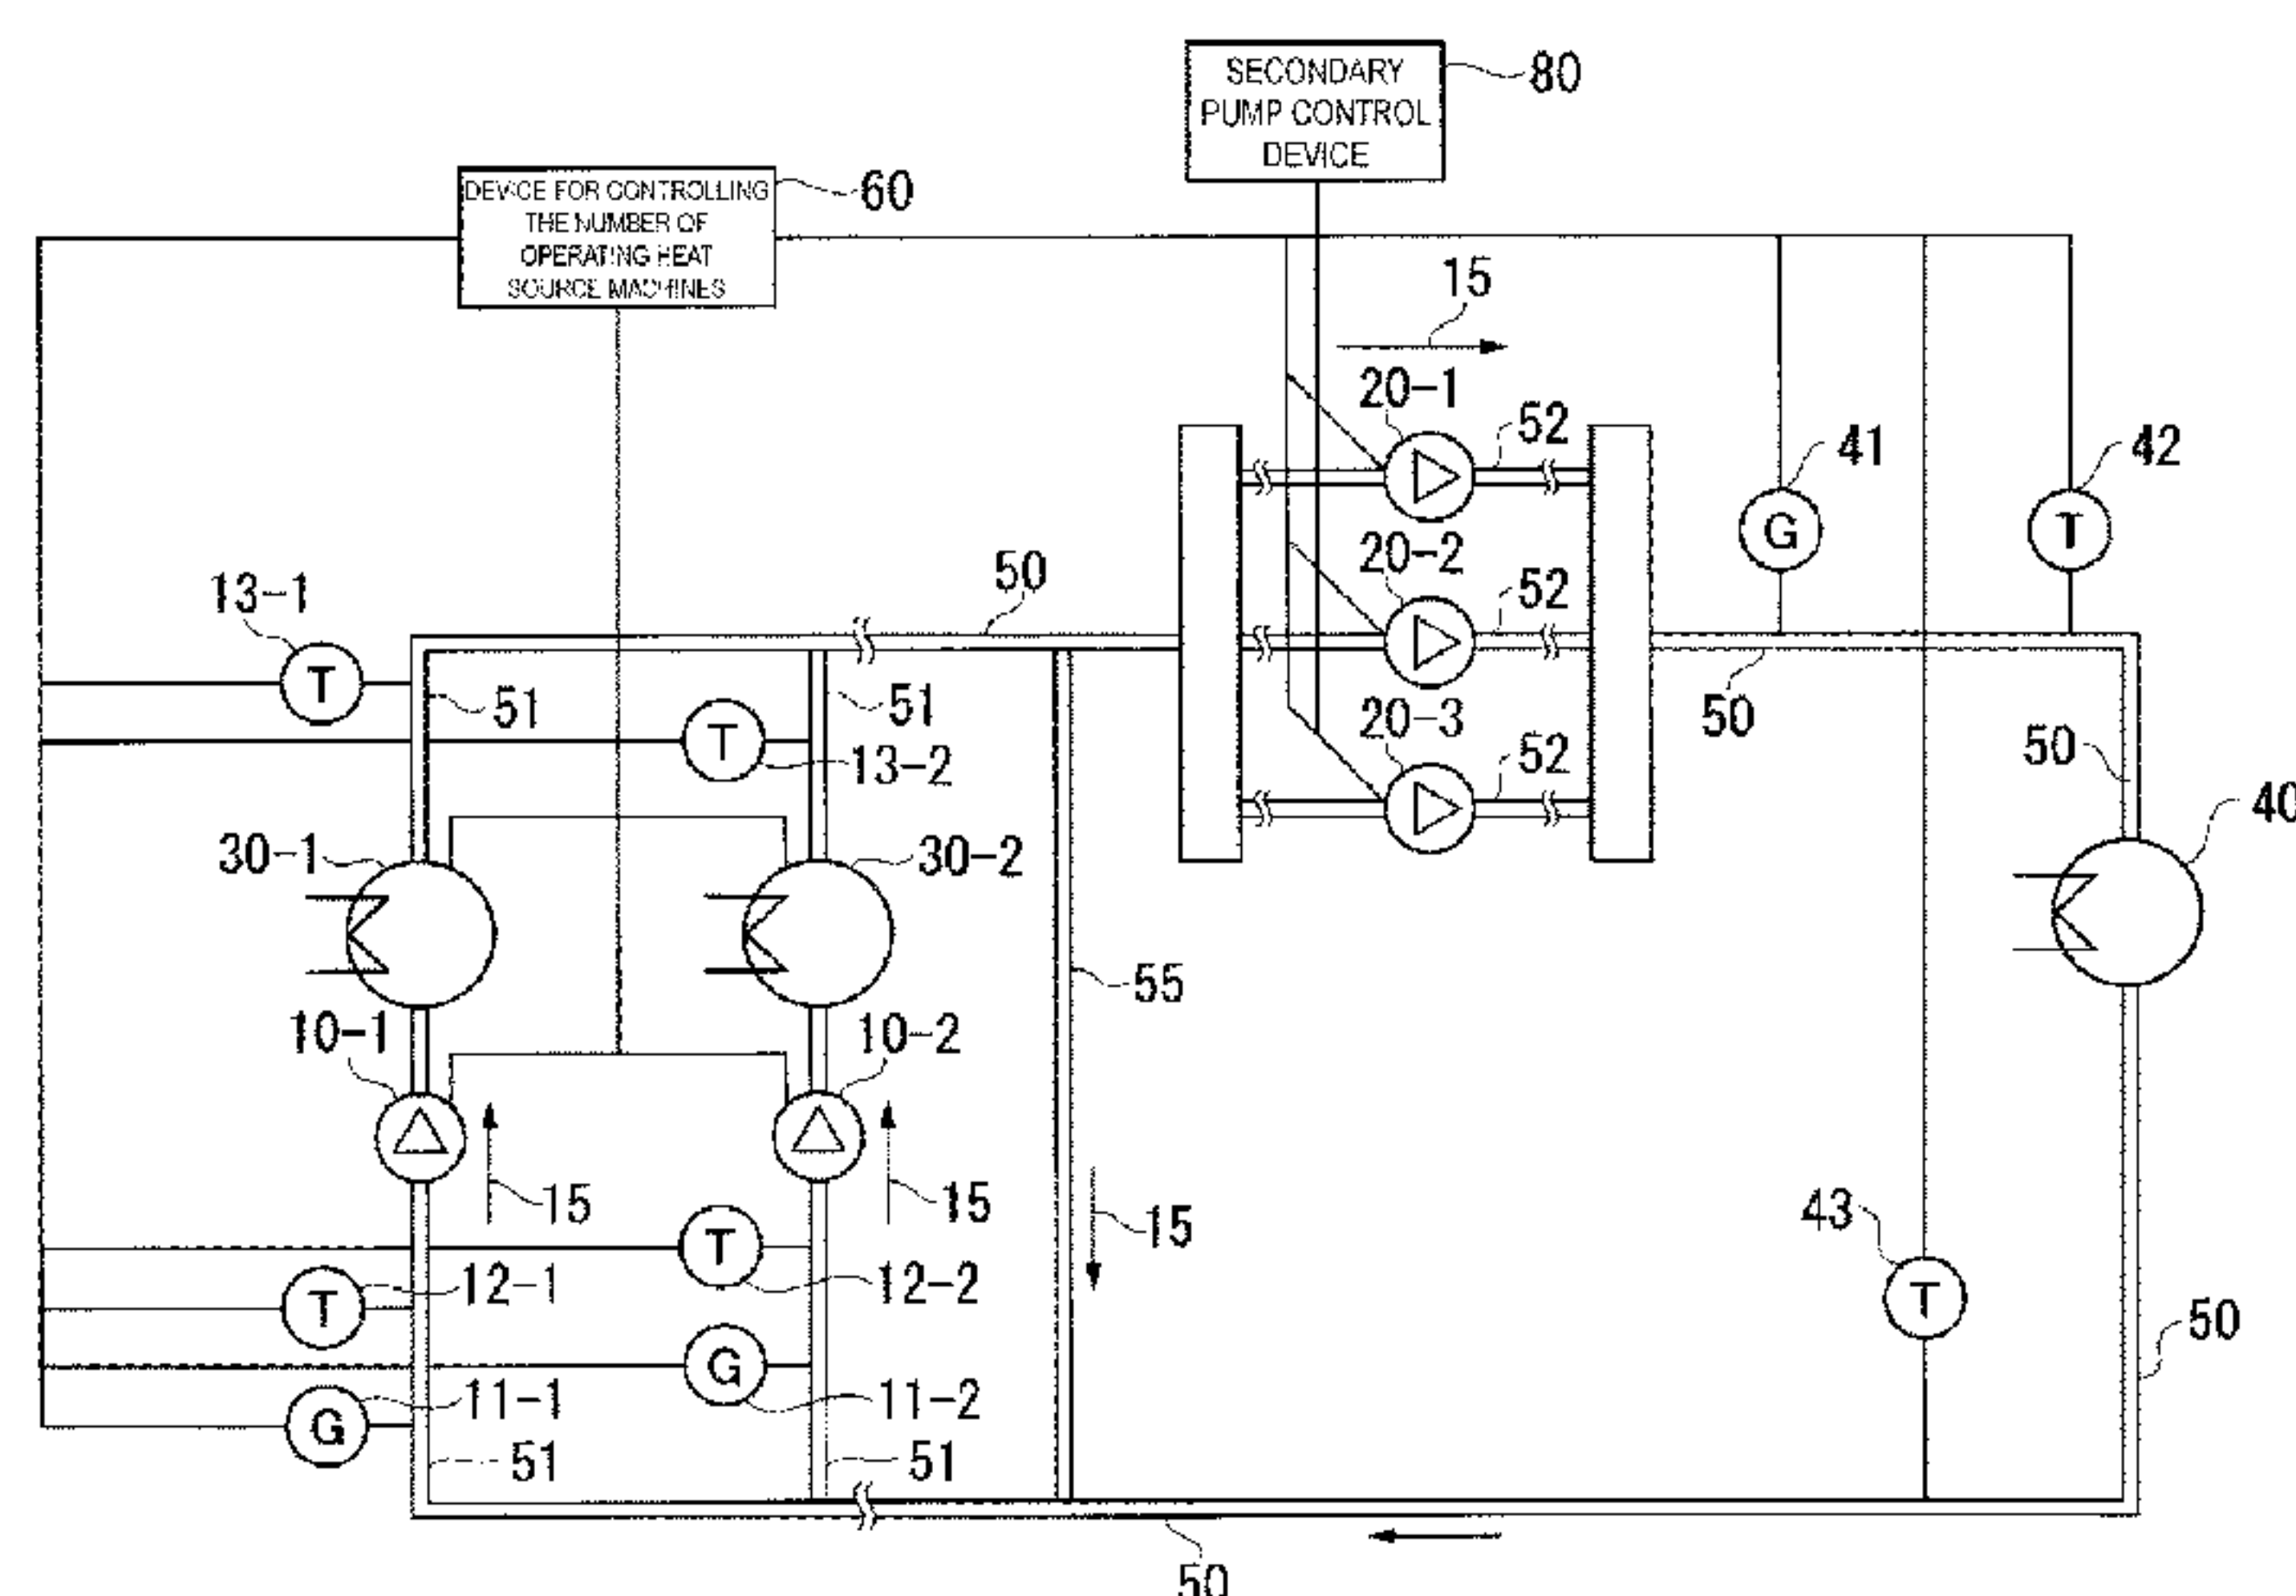 SECONDARY
PUMP CONTROL
DEVICE
80
DEVICE FOR CONTROLLING
THE NUMBER OF
OPERATING HEAT
SOURCE MACHINES
60
15
20-1
52
41
42
G
T
50
20-2
52
13-1
T
51
51
20-3
52
50
50
T
13-2
30-1
30-2
40
55
10-1
10-2
15
15
15
43
T
12-1
T
12-2
T
50
G
11-1
G
11-2
51
51
50